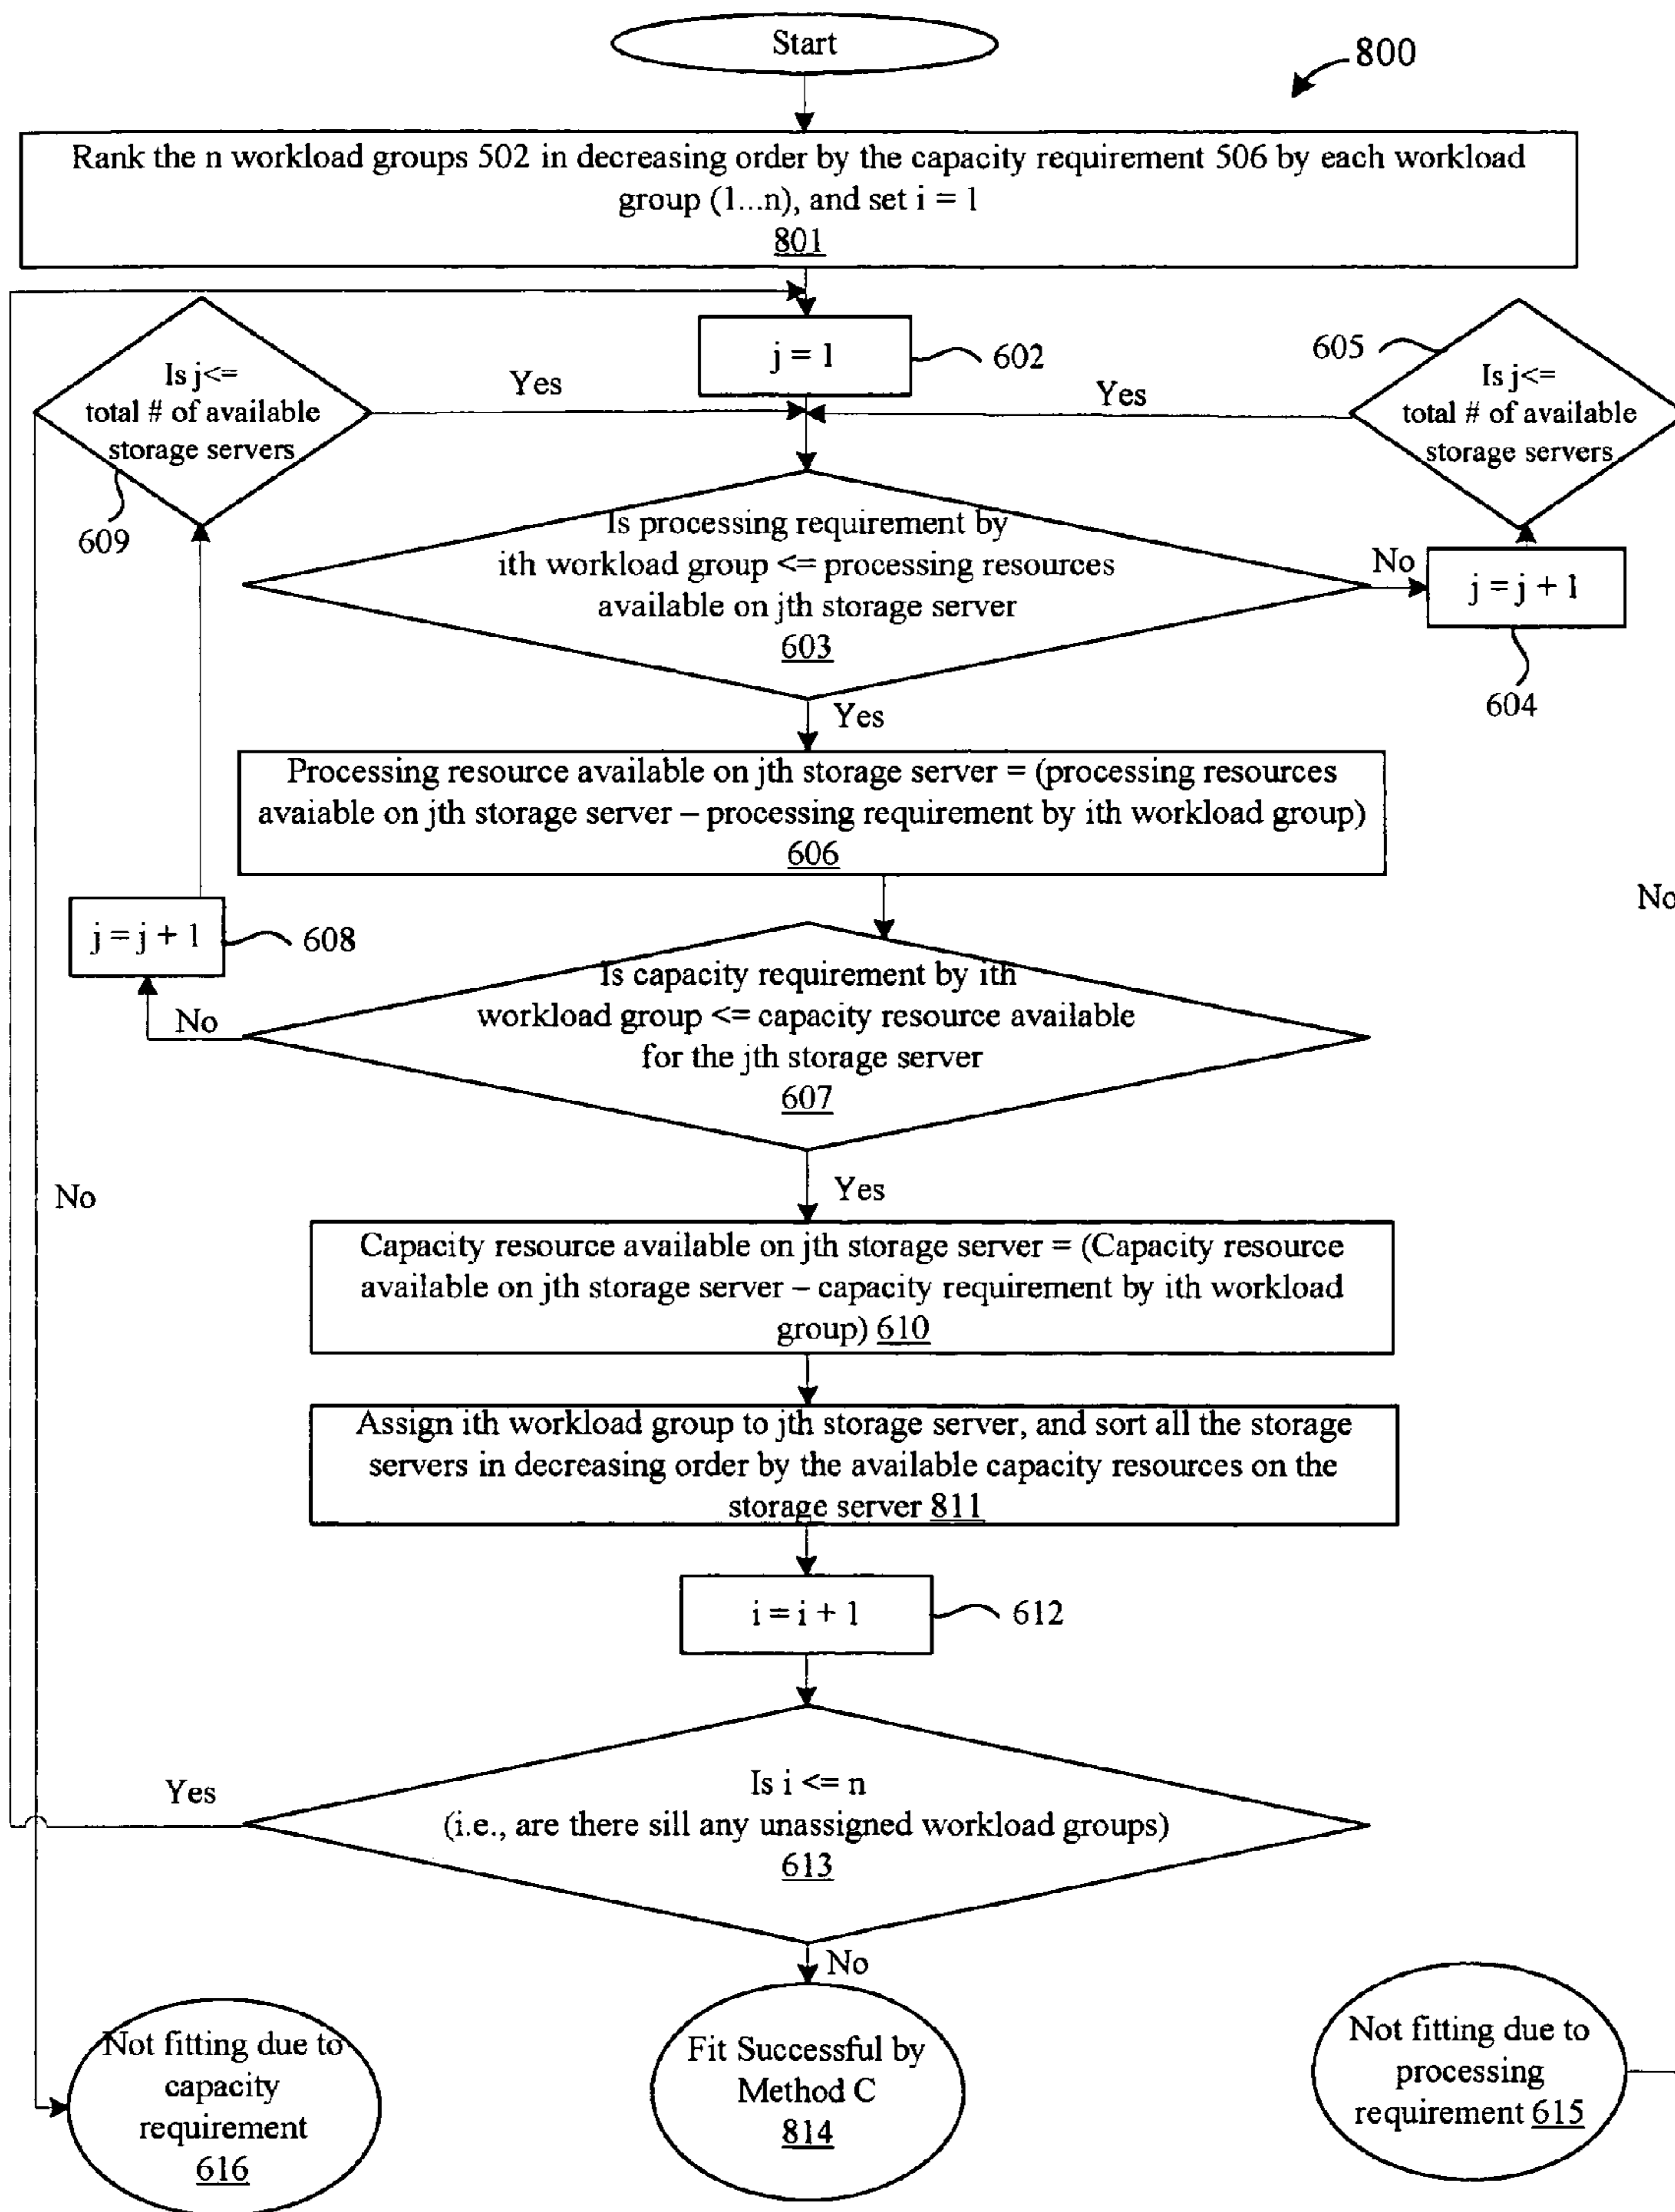 Start
800
Rank the n workload groups 502 in decreasing order by the capacity requirement 506 by each workload
group (1...n), and set i = 1
801
j = 1
602
Is j<=
total # of available
storage servers
609
Yes
605
Is j<=
total # of available
storage servers
Yes
Is processing requirement by
ith workload group <= processing resources
available on jth storage server
603
No
j = j + 1
604
Yes
Processing resource available on jth storage server = (processing resources
avaiable on jth storage server – processing requirement by ith workload group)
606
No
j = j + 1
608
Is capacity requirement by ith
workload group <= capacity resource available
for the jth storage server
607
No
No
Yes
Capacity resource available on jth storage server = (Capacity resource
available on jth storage server – capacity requirement by ith workload
group) 610
Assign ith workload group to jth storage server, and sort all the storage
servers in decreasing order by the available capacity resources on the
storage server 811
i = i + 1
612
Yes
Is i <= n
(i.e., are there sill any unassigned workload groups)
613
No
Not fitting due to
capacity
requirement
616
Fit Successful by
Method C
814
Not fitting due to
processing
requirement 615